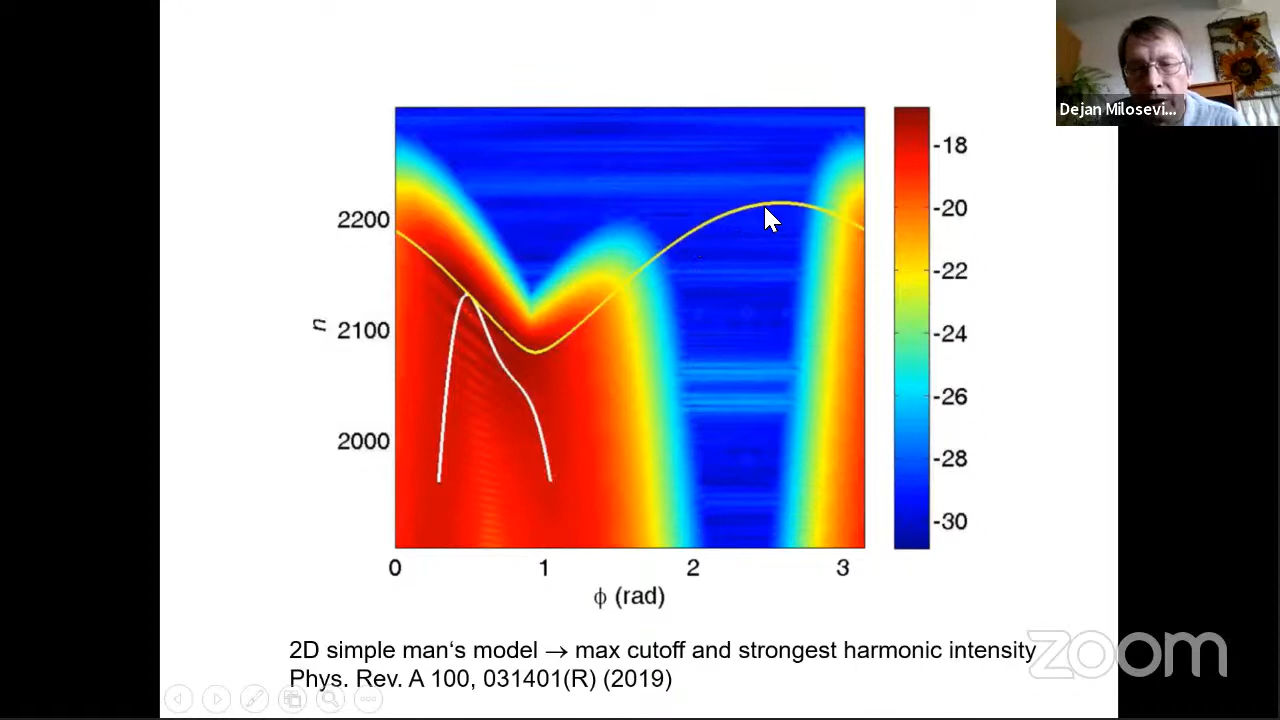 Dejan Milosevi...
-18
2200
-20
-22
n
2100
-24
-26
2000
-28
-30
0
1
2
3
ϕ (rad)
2D simple man‘s model → max cutoff and strongest harmonic intensity
Phys. Rev. A 100, 031401(R) (2019)
zoom